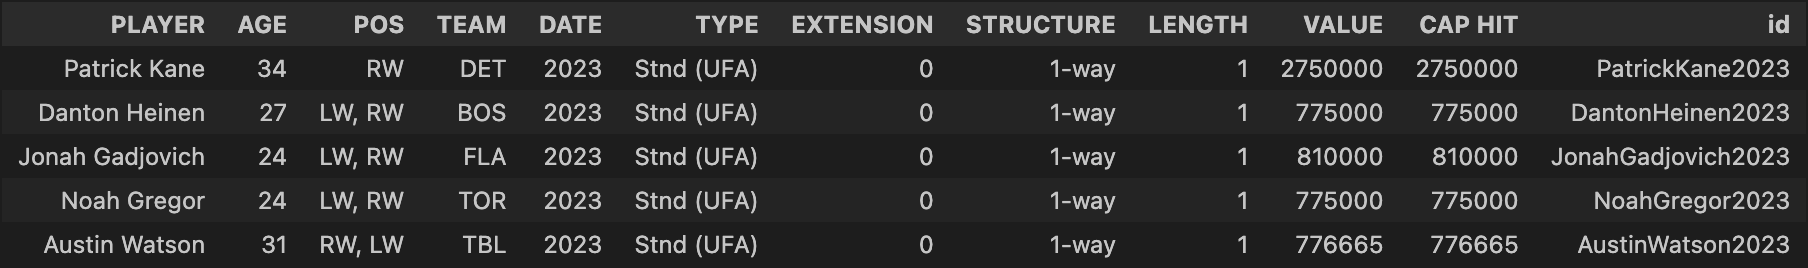 PLAYER AGE POS TEAM DATE TYPE EXTENSION STRUCTURE LENGTH VALUE CAP HIT id
Patrick Kane 34 RW DET 2023 Stnd (UFA) 0 1-way 1 2750000 2750000 PatrickKane2023
Danton Heinen 27 LW, RW BOS 2023 Stnd (UFA) 0 1-way 1 775000 775000 DantonHeinen2023
Jonah Gadjovich 24 LW, RW FLA 2023 Stnd (UFA) 0 1-way 1 810000 810000 JonahGadjovich2023
Noah Gregor 24 LW, RW TOR 2023 Stnd (UFA) 0 1-way 1 775000 775000 NoahGregor2023
Austin Watson 31 RW, LW TBL 2023 Stnd (UFA) 0 1-way 1 776665 776665 AustinWatson2023